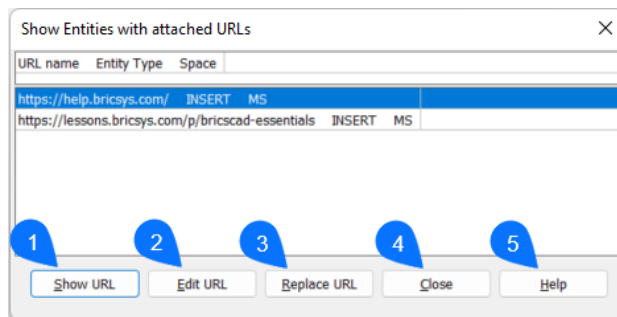 Show Entities with attached URLs
URL name Entity Type Space
https://help.bricsys.com/ INSERT MS
https://lessons.bricsys.com/p/bricscad-essentials INSERT MS
1 2 3 4 5
Show URL Edit URL Replace URL Close Help